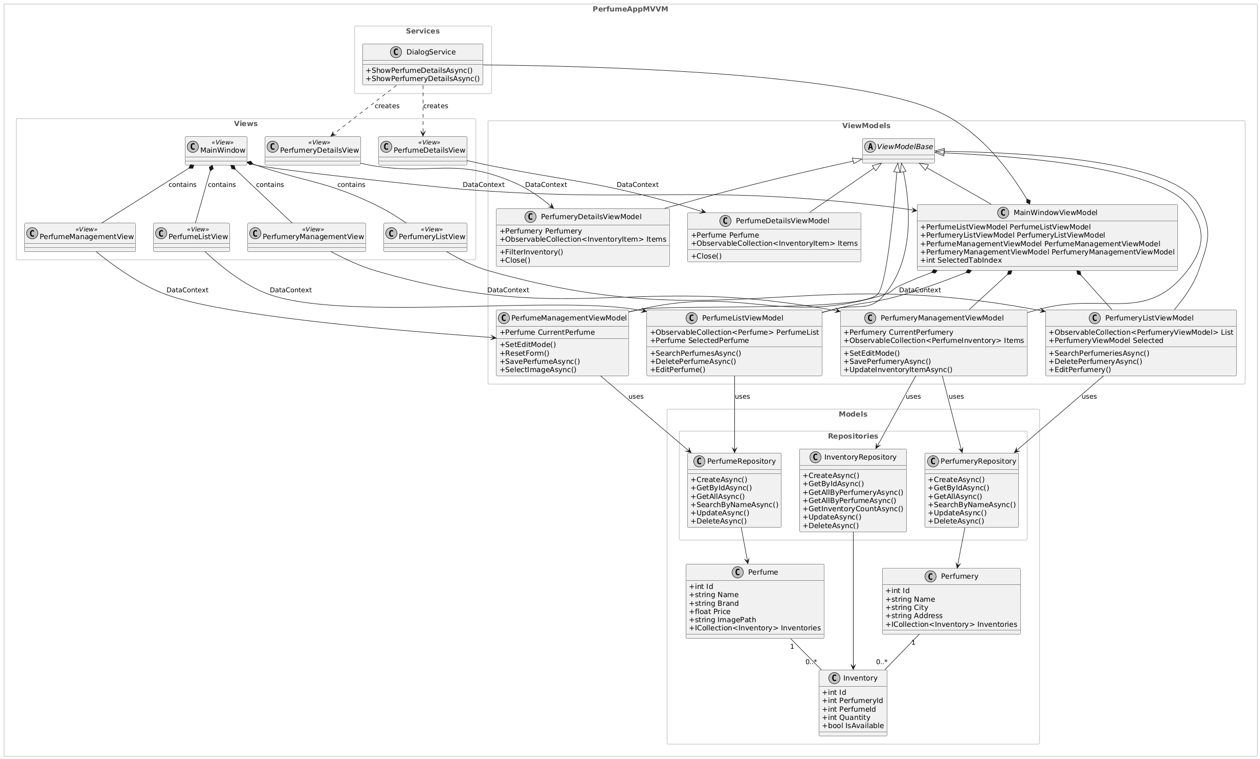 PerfumeAppMVVM
Services
C DialogService
+ShowPerfumeDetailsAsync()
+ShowPerfumeryDetailsAsync()
creates
creates
Views
C «View»
MainWindow
C «View»
PerfumeryDetailsView
C «View»
PerfumeDetailsView
contains
contains
contains
contains
DataContext
DataContext
DataContext
C «View»
PerfumeManagementView
C «View»
PerfumeListView
C «View»
PerfumeryManagementView
C «View»
PerfumeryListView
DataContext
DataContext
DataContext
DataContext
ViewModels
A ViewModelBase
C PerfumeryDetailsViewModel
+Perfumery Perfumery
+ObservableCollection<InventoryItem> Items
+FilterInventory()
+Close()
C PerfumeDetailsViewModel
+Perfume Perfume
+ObservableCollection<InventoryItem> Items
+Close()
C MainWindowViewModel
+PerfumeListViewModel PerfumeListViewModel
+PerfumeryListViewModel PerfumeryListViewModel
+PerfumeManagementViewModel PerfumeManagementViewModel
+PerfumeryManagementViewModel PerfumeryManagementViewModel
+int SelectedTabIndex
C PerfumeManagementViewModel
+Perfume CurrentPerfume
+SetEditMode()
+ResetForm()
+SavePerfumeAsync()
+SelectImageAsync()
C PerfumeListViewModel
+ObservableCollection<Perfume> PerfumeList
+Perfume SelectedPerfume
+SearchPerfumesAsync()
+DeletePerfumeAsync()
+EditPerfume()
C PerfumeryManagementViewModel
+Perfumery CurrentPerfumery
+ObservableCollection<PerfumeInventory> Items
+SetEditMode()
+SavePerfumeryAsync()
+UpdateInventoryItemAsync()
C PerfumeryListViewModel
+ObservableCollection<PerfumeryViewModel> List
+PerfumeryViewModel Selected
+SearchPerfumeriesAsync()
+DeletePerfumeryAsync()
+EditPerfumery()
uses
uses
uses
uses
uses
Models
Repositories
C PerfumeRepository
+CreateAsync()
+GetByIdAsync()
+GetAllAsync()
+SearchByNameAsync()
+UpdateAsync()
+DeleteAsync()
C InventoryRepository
+CreateAsync()
+GetByIdAsync()
+GetAllByPerfumeryAsync()
+GetAllByPerfumeAsync()
+GetInventoryCountAsync()
+UpdateAsync()
+DeleteAsync()
C PerfumeryRepository
+CreateAsync()
+GetByIdAsync()
+GetAllAsync()
+SearchByNameAsync()
+UpdateAsync()
+DeleteAsync()
C Perfume
+int Id
+string Name
+string Brand
+float Price
+string ImagePath
+ICollection<Inventory> Inventories
C Perfumery
+int Id
+string Name
+string City
+string Address
+ICollection<Inventory> Inventories
1
0..*
1
0..*
C Inventory
+int Id
+int PerfumeryId
+int PerfumeId
+int Quantity
+bool IsAvailable